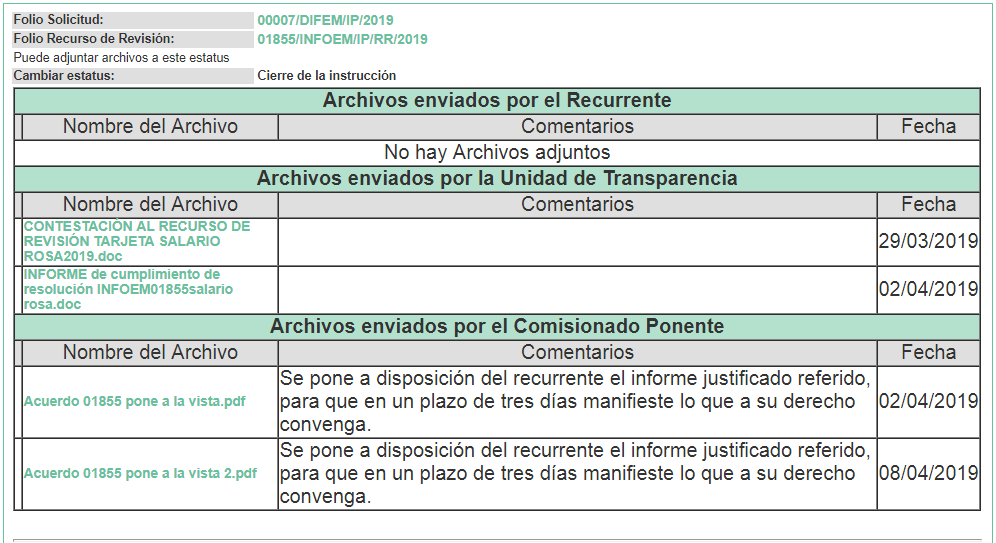 Folio Solicitud: 00007/DIFEM/IP/2019
Folio Recurso de Revisión: 01855/INFOEM/IP/RR/2019
Puede adjuntar archivos a este estatus
Cambiar estatus: Cierre de la instrucción
Archivos enviados por el Recurrente
Nombre del Archivo Comentarios Fecha
No hay Archivos adjuntos
Archivos enviados por la Unidad de Transparencia
Nombre del Archivo Comentarios Fecha
CONTESTACIÓN AL RECURSO DE
REVISIÓN TARJETA SALARIO
ROSA2019.doc
29/03/2019
INFORME de cumplimiento de
resolución INFOEM01855salario
rosa.doc
02/04/2019
Archivos enviados por el Comisionado Ponente
Nombre del Archivo Comentarios Fecha
Acuerdo 01855 pone a la vista.pdf
Se pone a disposición del recurrente el informe justificado referido,
para que en un plazo de tres días manifieste lo que a su derecho
convenga.
02/04/2019
Acuerdo 01855 pone a la vista 2.pdf
Se pone a disposición del recurrente el informe justificado referido,
para que en un plazo de tres días manifieste lo que a su derecho
convenga.
08/04/2019